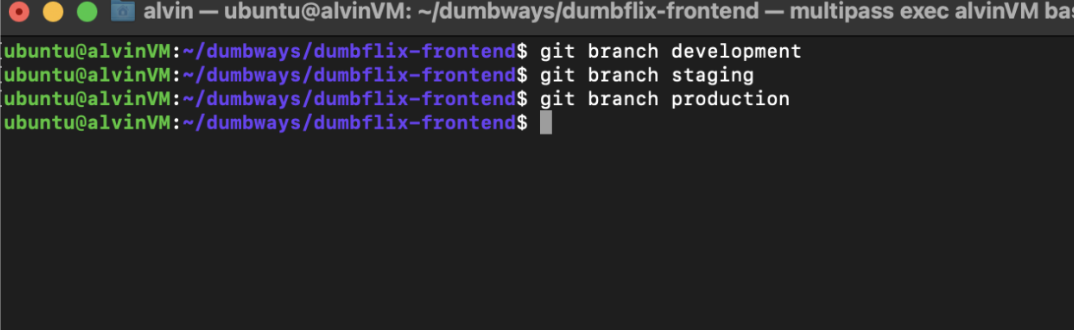 alvin — ubuntu@alvinVM: ~/dumbways/dumbflix-frontend — multipass exec alvinVM bas
ubuntu@alvinVM:~/dumbways/dumbflix-frontend$ git branch development
ubuntu@alvinVM:~/dumbways/dumbflix-frontend$ git branch staging
ubuntu@alvinVM:~/dumbways/dumbflix-frontend$ git branch production
ubuntu@alvinVM:~/dumbways/dumbflix-frontend$